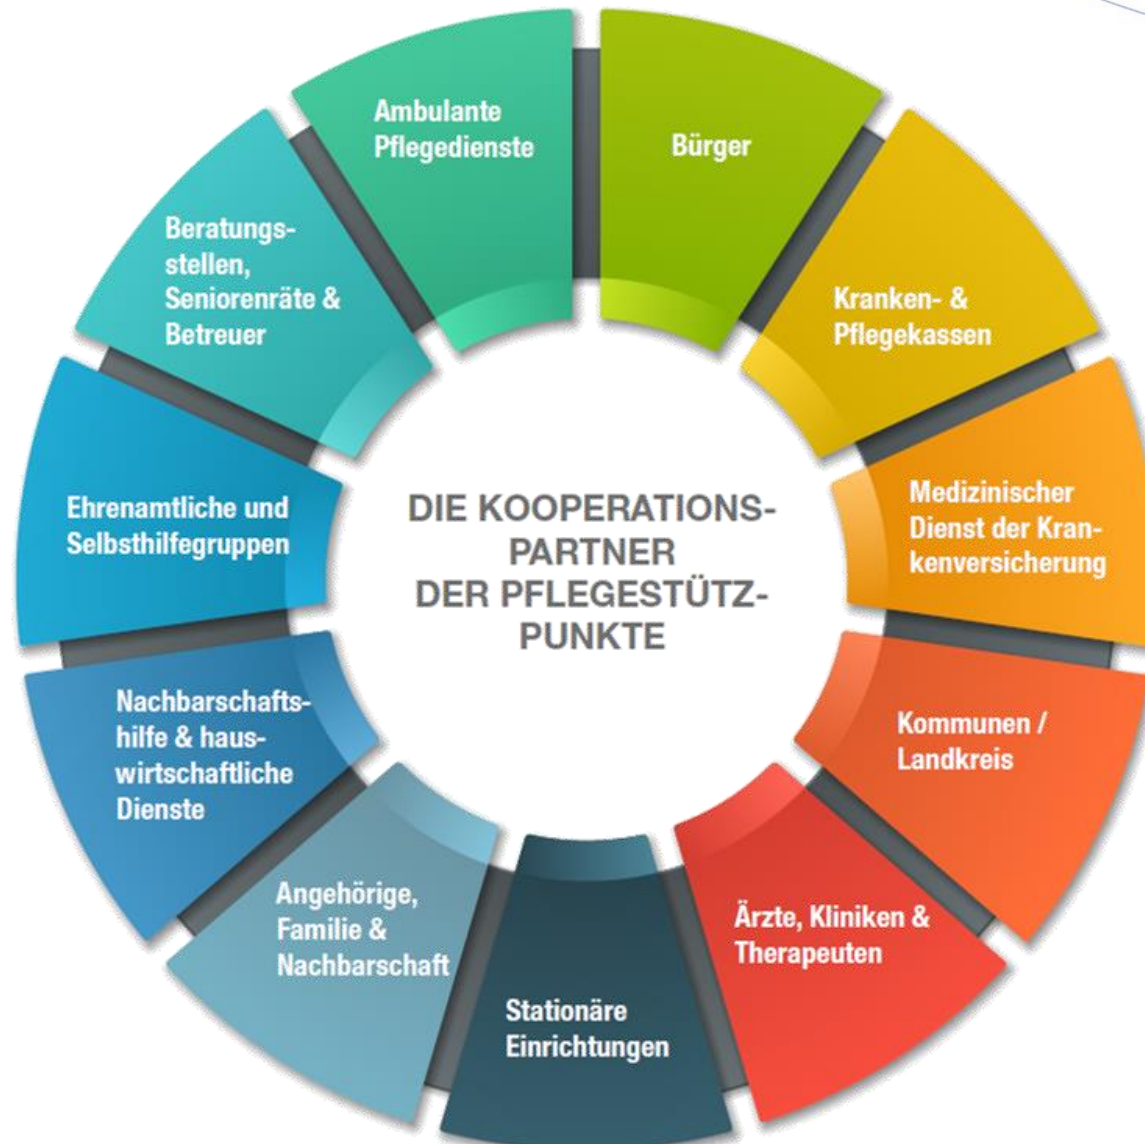 DIE KOOPERATIONS-
PARTNER
DER PFLEGESTÜTZ-
PUNKTE
Bürger
Kranken- &
Pflegekassen
Medizinischer
Dienst der Kran-
kenversicherung
Kommunen /
Landkreis
Ärzte, Kliniken &
Therapeuten
Stationäre
Einrichtungen
Angehörige,
Familie &
Nachbarschaft
Nachbarschafts-
hilfe & haus-
wirtschaftliche
Dienste
Ehrenamtliche und
Selbsthilfegruppen
Beratungs-
stellen,
Seniorenräte &
Betreuer
Ambulante
Pflegedienste